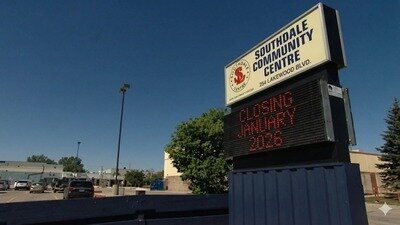 SOUTHDALE
COMMUNITY
CENTRE
254 LAKEWOOD BLVD.
CLOSING
JANUARY
2026